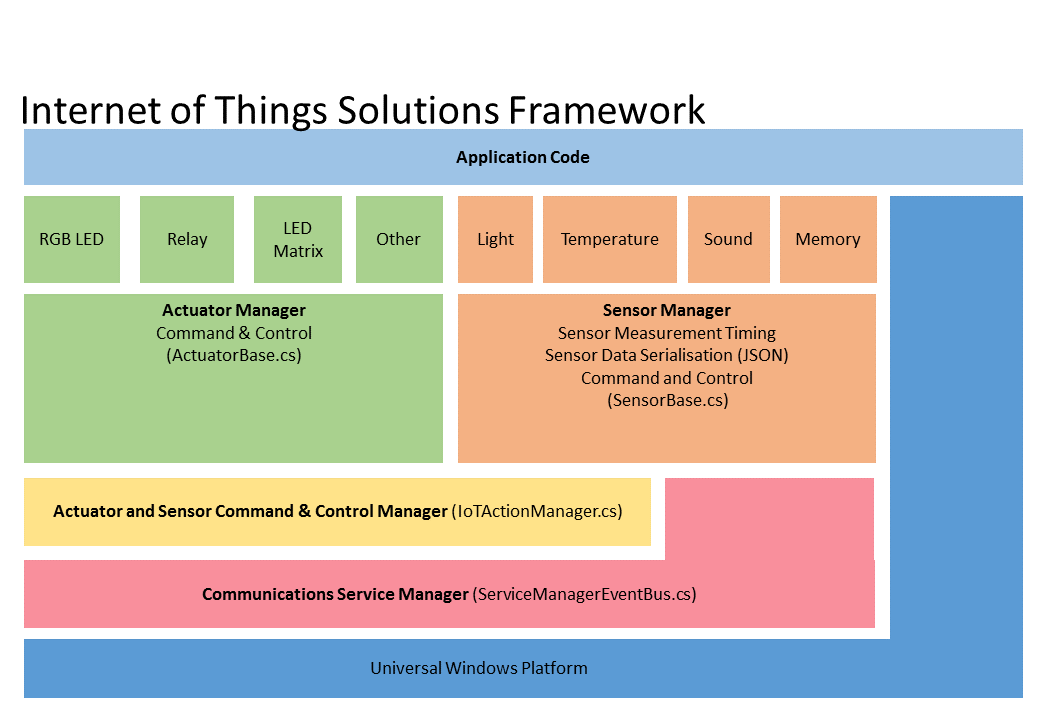 Internet of Things Solutions Framework
Application Code
RGB LED
Relay
LED
Matrix
Other
Light
Temperature
Sound
Memory
Actuator Manager
Command & Control
(ActuatorBase.cs)
Sensor Manager
Sensor Measurement Timing
Sensor Data Serialisation (JSON)
Command and Control
(SensorBase.cs)
Actuator and Sensor Command & Control Manager (IoTActionManager.cs)
Communications Service Manager (ServiceManagerEventBus.cs)
Universal Windows Platform